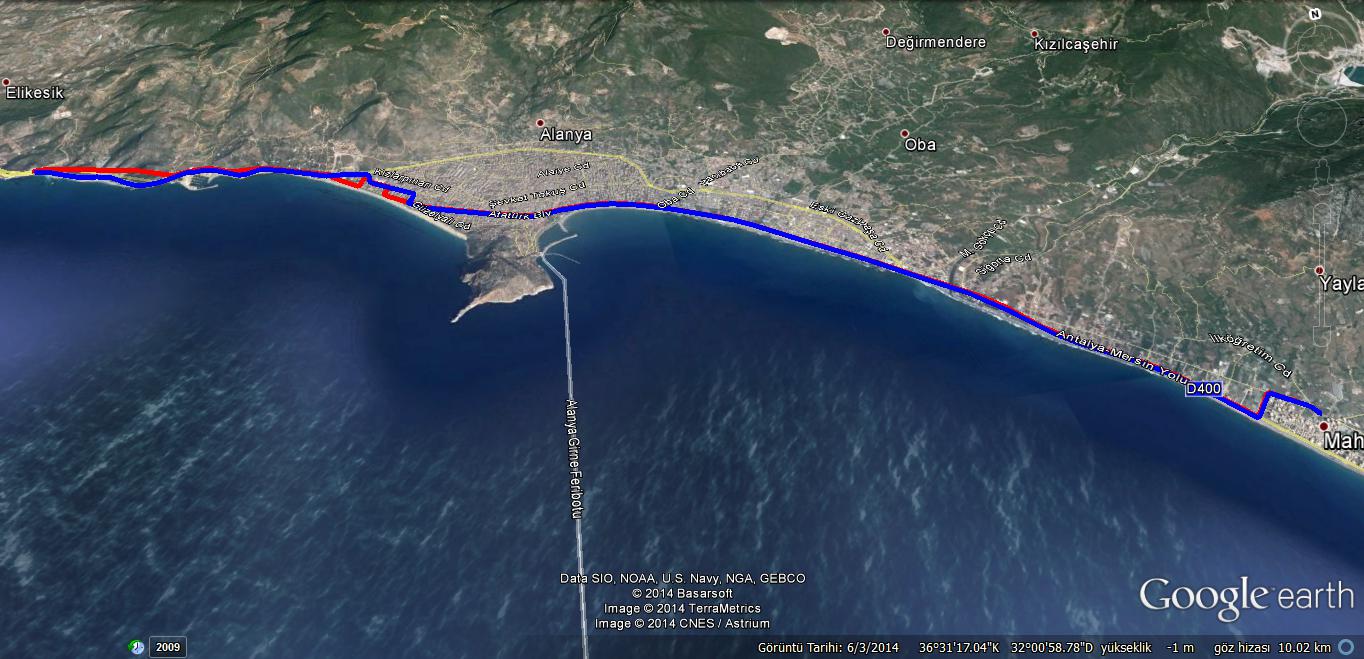 N
Değirmendere
Kızılcaşehir
Elikesik
Alanya
Oba
Alaiye Cd
Kızlarpınarı Cd
Şevket Tokuş Cd
Güzelyalı Cd
Atatürk Blv
Oba Cd
Eski Gazipaşa Cd
Yayla
Antalya-Mersin Yolu
İlköğretim Cd
D400
Mah
Alanya Girne Feribotu
Data SIO, NOAA, U.S. Navy, NGA, GEBCO
© 2014 Basarsoft
Image © 2014 TerraMetrics
Image © 2014 CNES / Astrium
Google earth
2009
Görüntü Tarihi: 6/3/2014 36°31'17.04"K 32°00'58.78"D yükseklik -1 m göz hizası 10.02 km